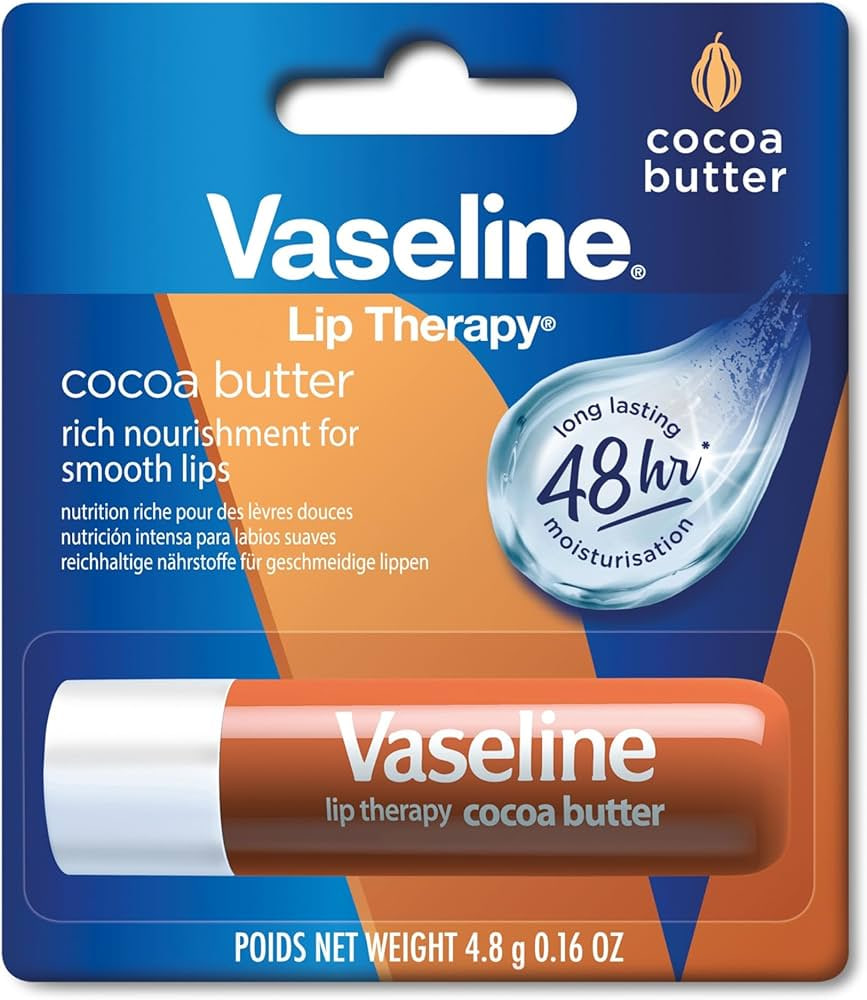 cocoa
butter
Vaseline®
Lip Therapy®
cocoa butter
rich nourishment for
smooth lips
nutrition riche pour des lèvres douces
nutrición intensa para labios suaves
reichhaltige nährstoffe für geschmeidige lippen
long lasting
48hr*
moisturisation
Vaseline
lip therapy cocoa butter
POIDS NET WEIGHT 4.8 g 0.16 OZ